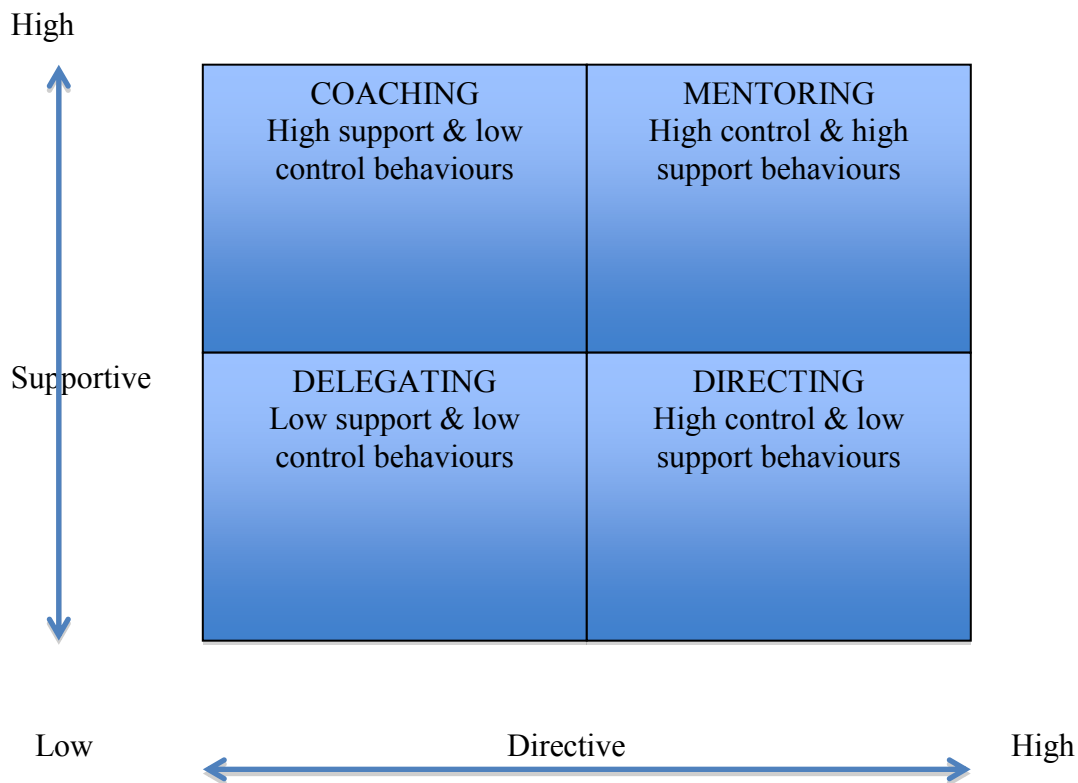 High
COACHING
High support & low
control behaviours
MENTORING
High control & high
support behaviours
Supportive
DELEGATING
Low support & low
control behaviours
DIRECTING
High control & low
support behaviours
Low
Directive
High